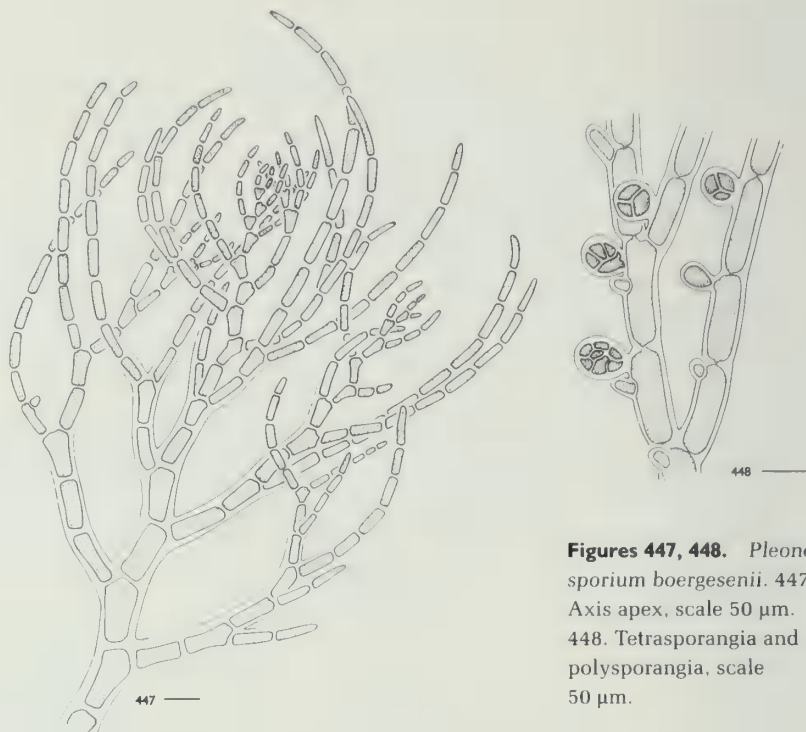 447
448
Figures 447, 448. Pleono-
sporium boergesenii. 447.
Axis apex, scale 50 µm.
448. Tetrasporangia and
polysporangia, scale
50 µm.